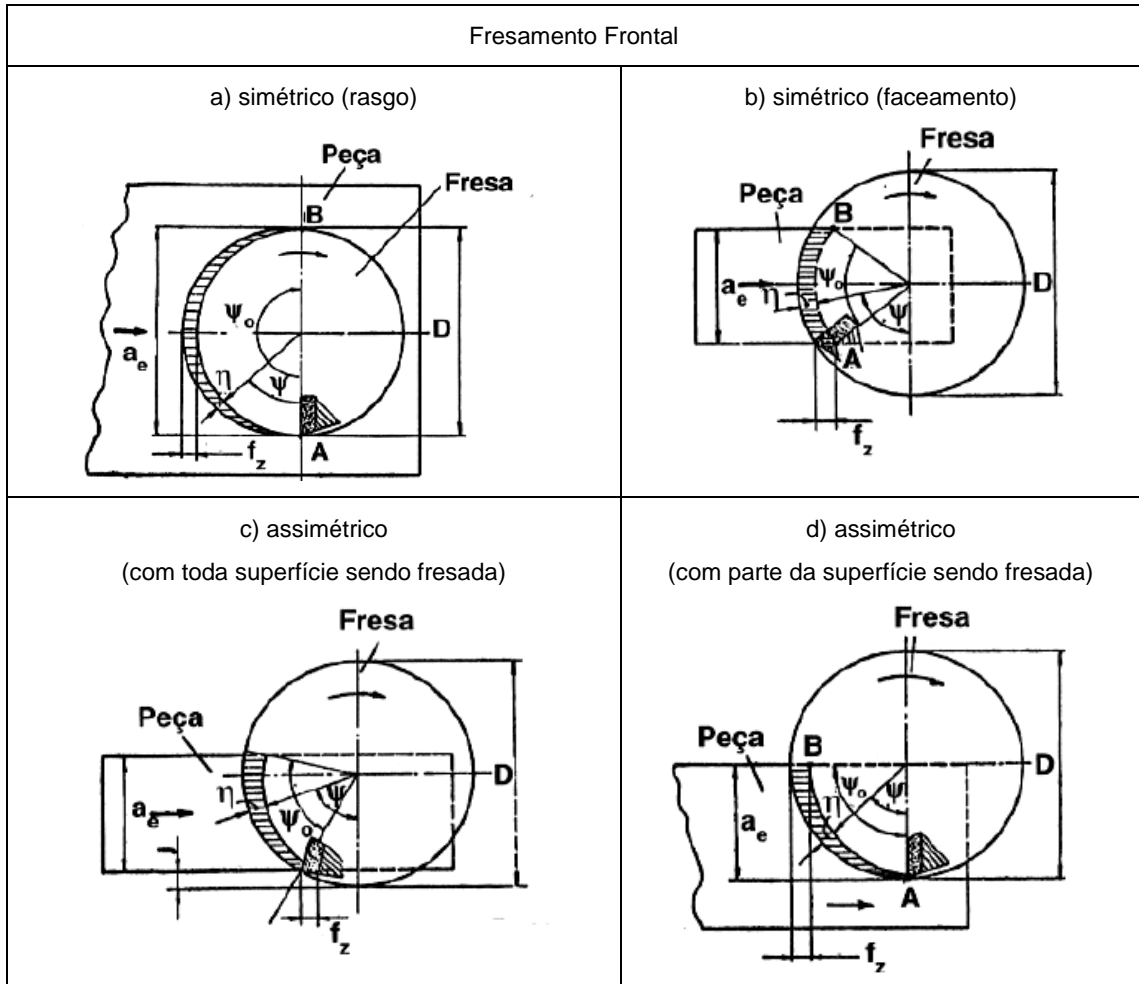 Fresamento Frontal
a) simétrico (rasgo)
Peça
Fresa
B
ψo
D
ae
η
ψ
fz
A
b) simétrico (faceamento)
Fresa
Peça
B
ae
η
ψo
ψ
D
A
fz
c) assimétrico
(com toda superfície sendo fresada)
Fresa
Peça
D
ae
η
ψ
ψo
fz
d) assimétrico
(com parte da superfície sendo fresada)
Fresa
Peça
B
D
ae
ψo
η
ψ
A
fz